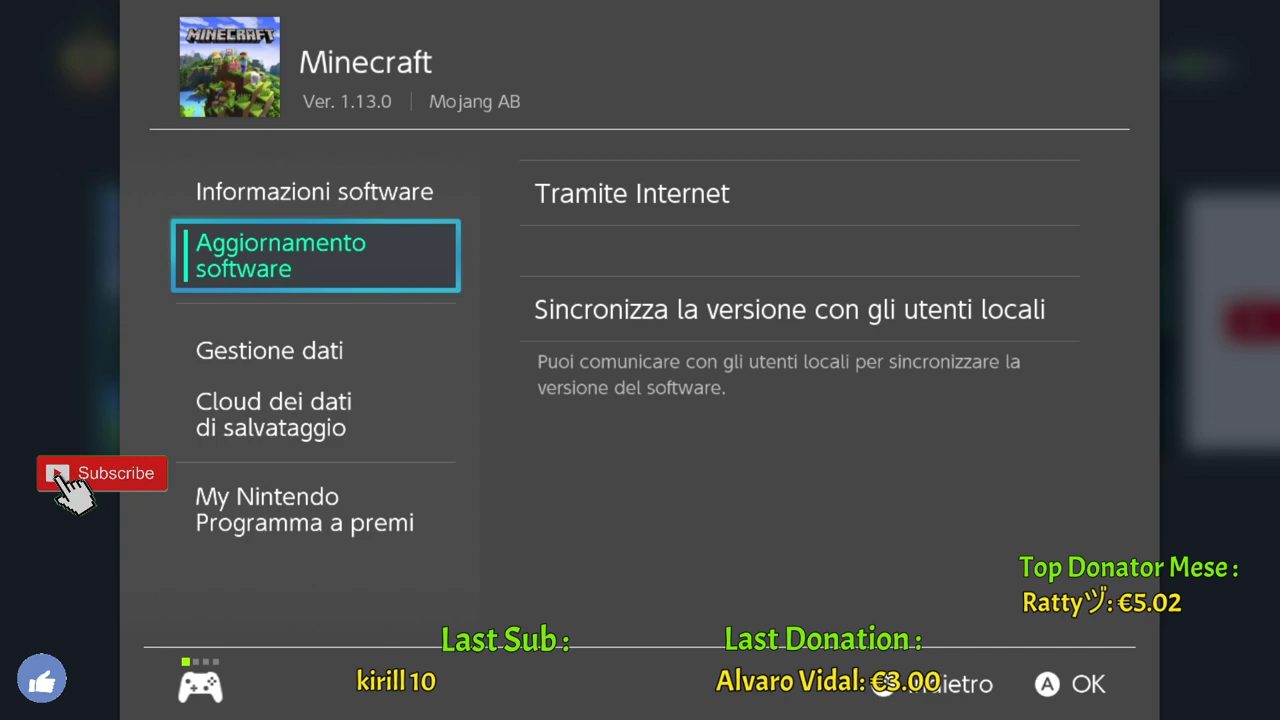 MINECRAFT
Minecraft
Ver. 1.13.0
Mojang AB
Informazioni software
Aggiornamento
software
Gestione dati
Cloud dei dati
di salvataggio
My Nintendo
Programma a premi
Tramite Internet
Sincronizza la versione con gli utenti locali
Puoi comunicare con gli utenti locali per sincronizzare la
versione del software.
Subscribe
Top Donator Mese :
Rattyヅ: €5.02
Last Sub :
kirill 10
Last Donation :
Alvaro Vidal: €3.00
A OK